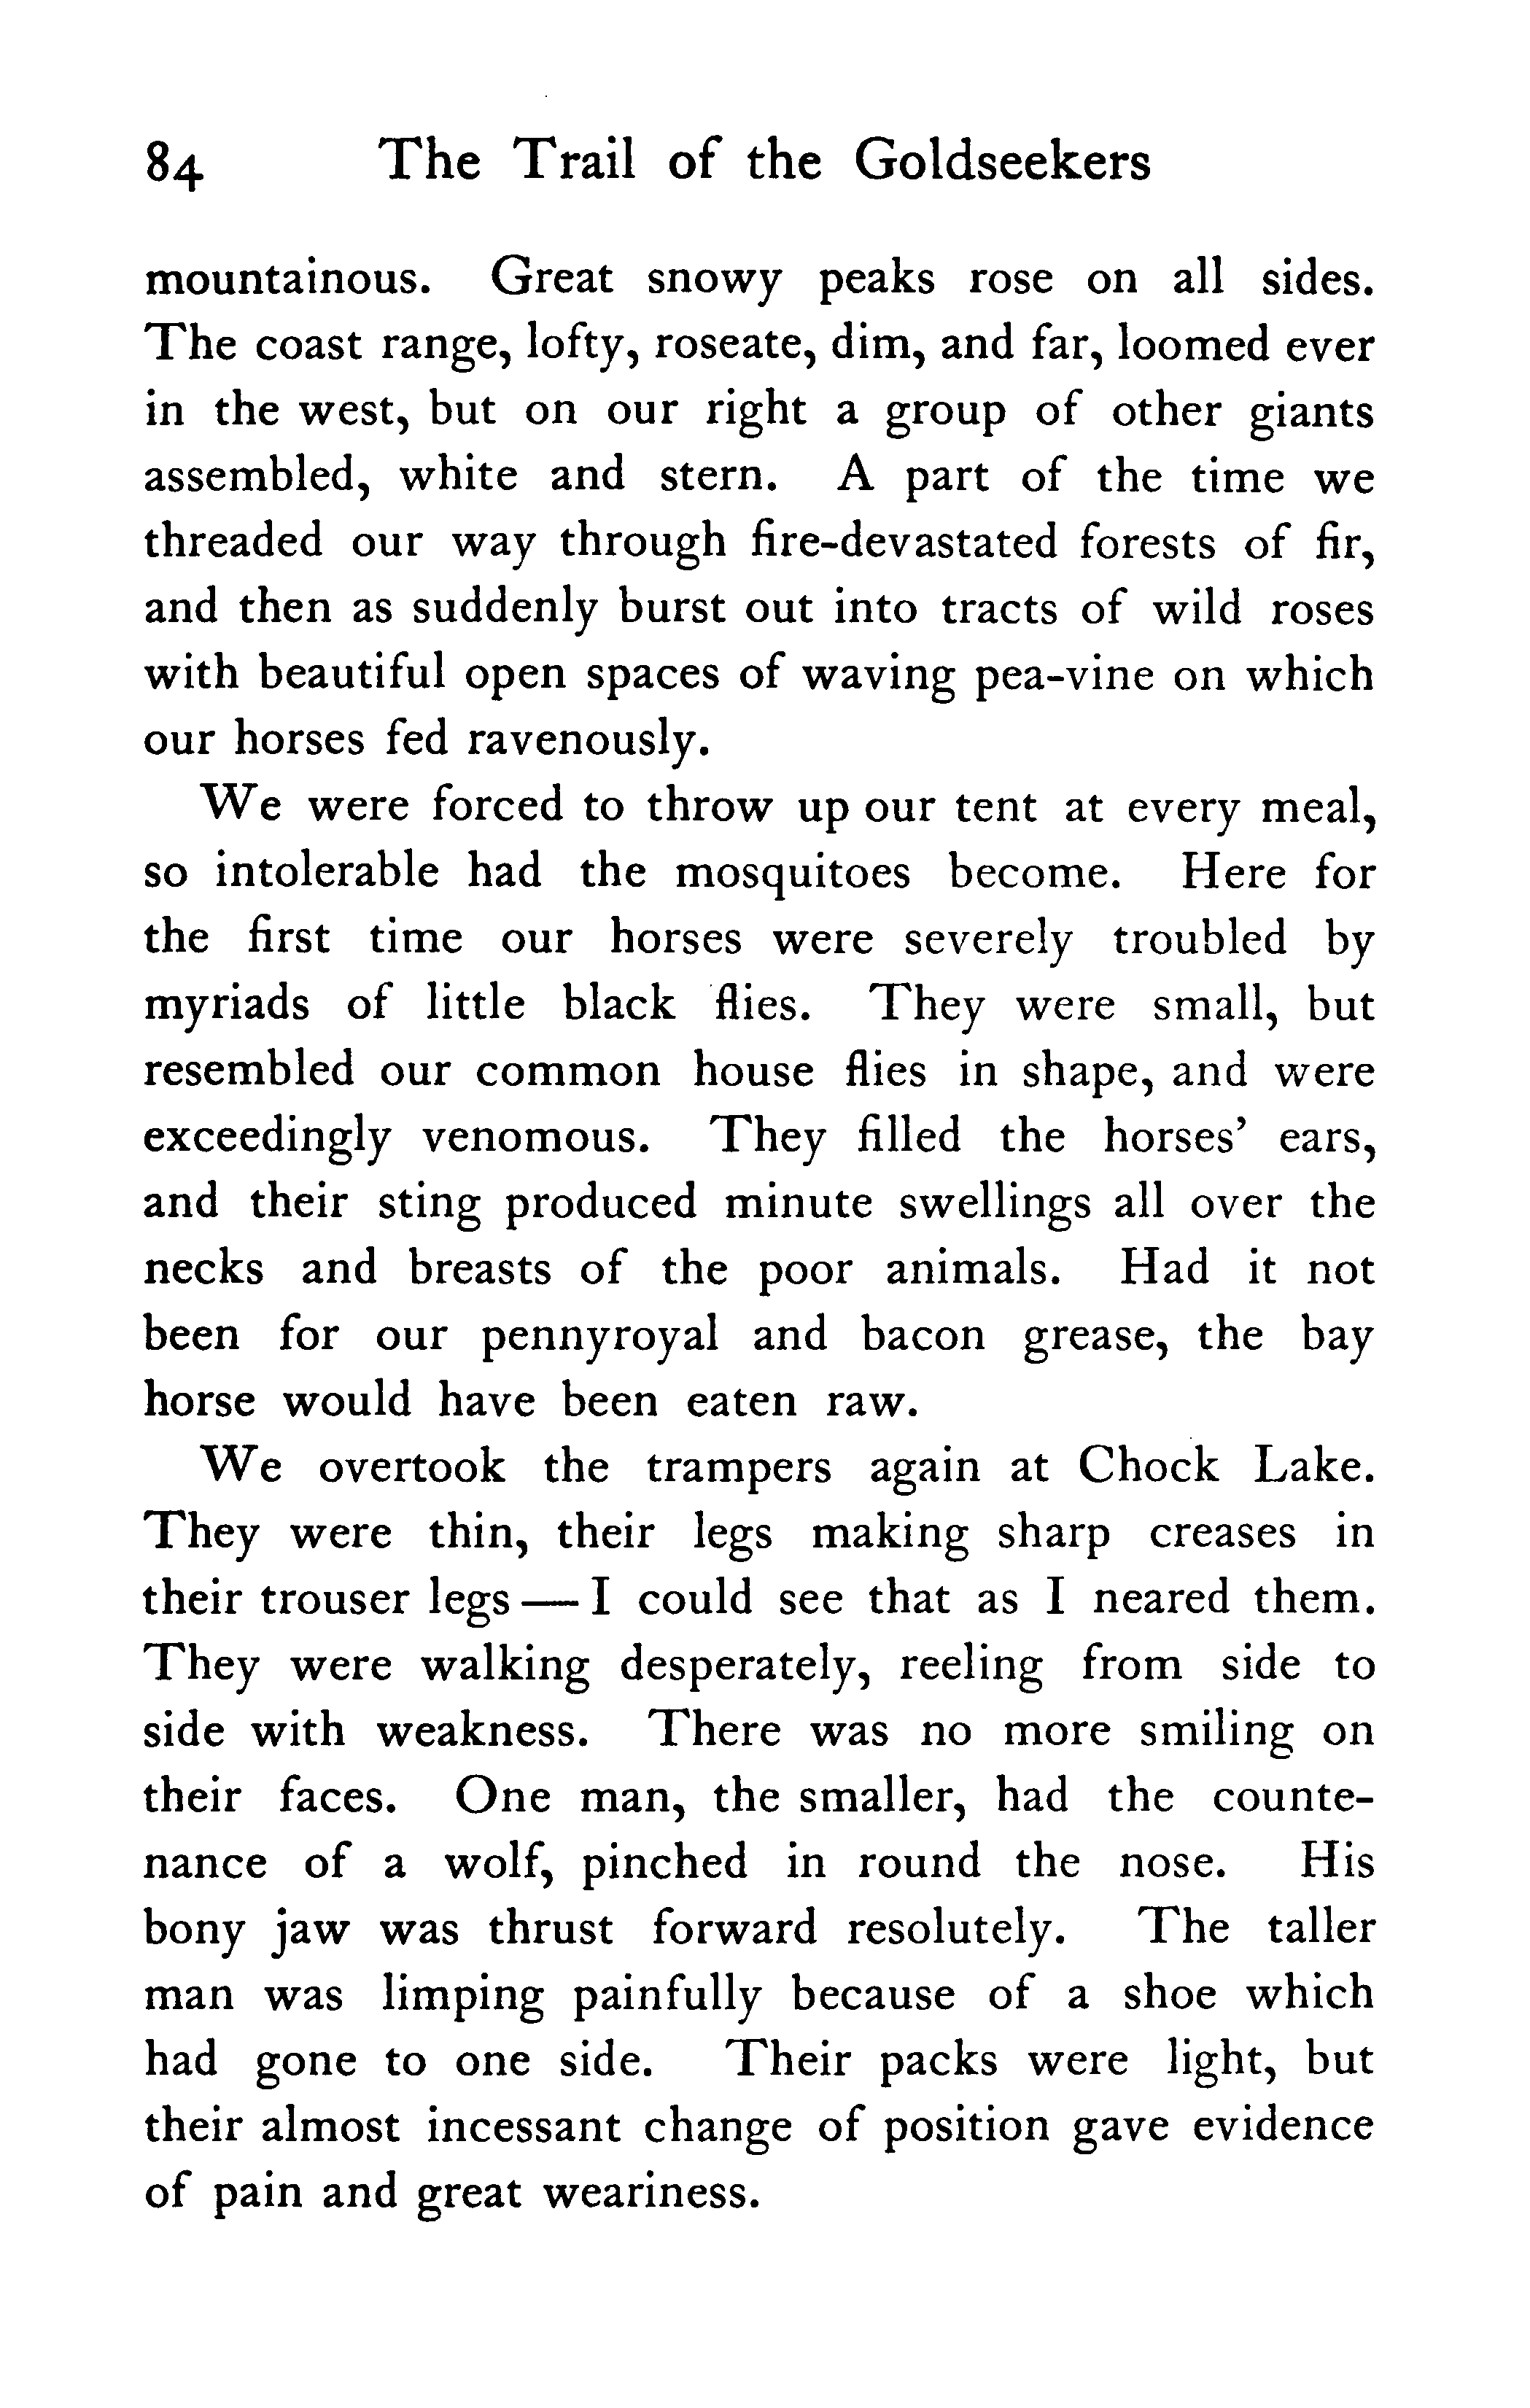 84 The Trail of the Goldseekers
mountainous. Great snowy peaks rose on all sides.
The coast range, lofty, roseate, dim, and far, loomed ever
in the west, but on our right a group of other giants
assembled, white and stern. A part of the time we
threaded our way through fire-devastated forests of fir,
and then as suddenly burst out into tracts of wild roses
with beautiful open spaces of waving pea-vine on which
our horses fed ravenously.
We were forced to throw up our tent at every meal,
so intolerable had the mosquitoes become. Here for
the first time our horses were severely troubled by
myriads of little black flies. They were small, but
resembled our common house flies in shape, and were
exceedingly venomous. They filled the horses’ ears,
and their sting produced minute swellings all over the
necks and breasts of the poor animals. Had it not
been for our pennyroyal and bacon grease, the bay
horse would have been eaten raw.
We overtook the trampers again at Chock Lake.
They were thin, their legs making sharp creases in
their trouser legs — I could see that as I neared them.
They were walking desperately, reeling from side to
side with weakness. There was no more smiling on
their faces. One man, the smaller, had the counte-
nance of a wolf, pinched in round the nose. His
bony jaw was thrust forward resolutely. The taller
man was limping painfully because of a shoe which
had gone to one side. Their packs were light, but
their almost incessant change of position gave evidence
of pain and great weariness.